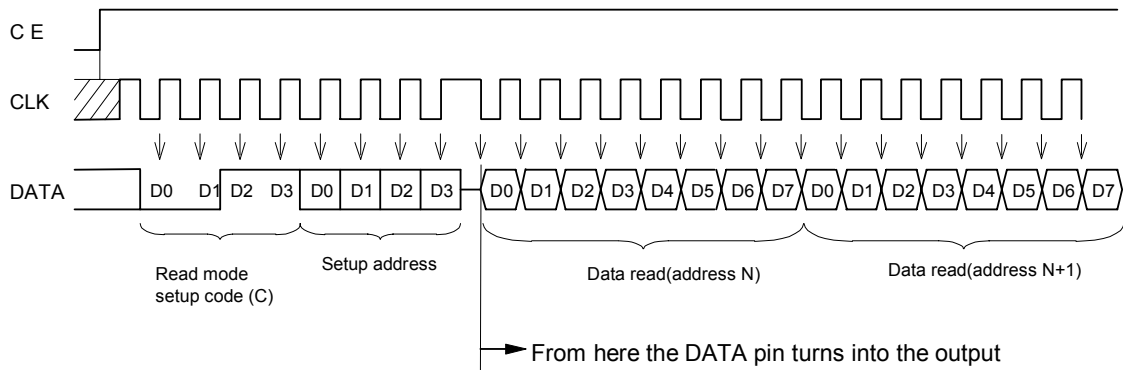 C E
CLK
DATA D0 D1 D2 D3 D0 D1 D2 D3 D0 D1 D2 D3 D4 D5 D6 D7 D0 D1 D2 D3 D4 D5 D6 D7
Read mode
setup code (C)
Setup address
Data read(address N)
Data read(address N+1)
From here the DATA pin turns into the output